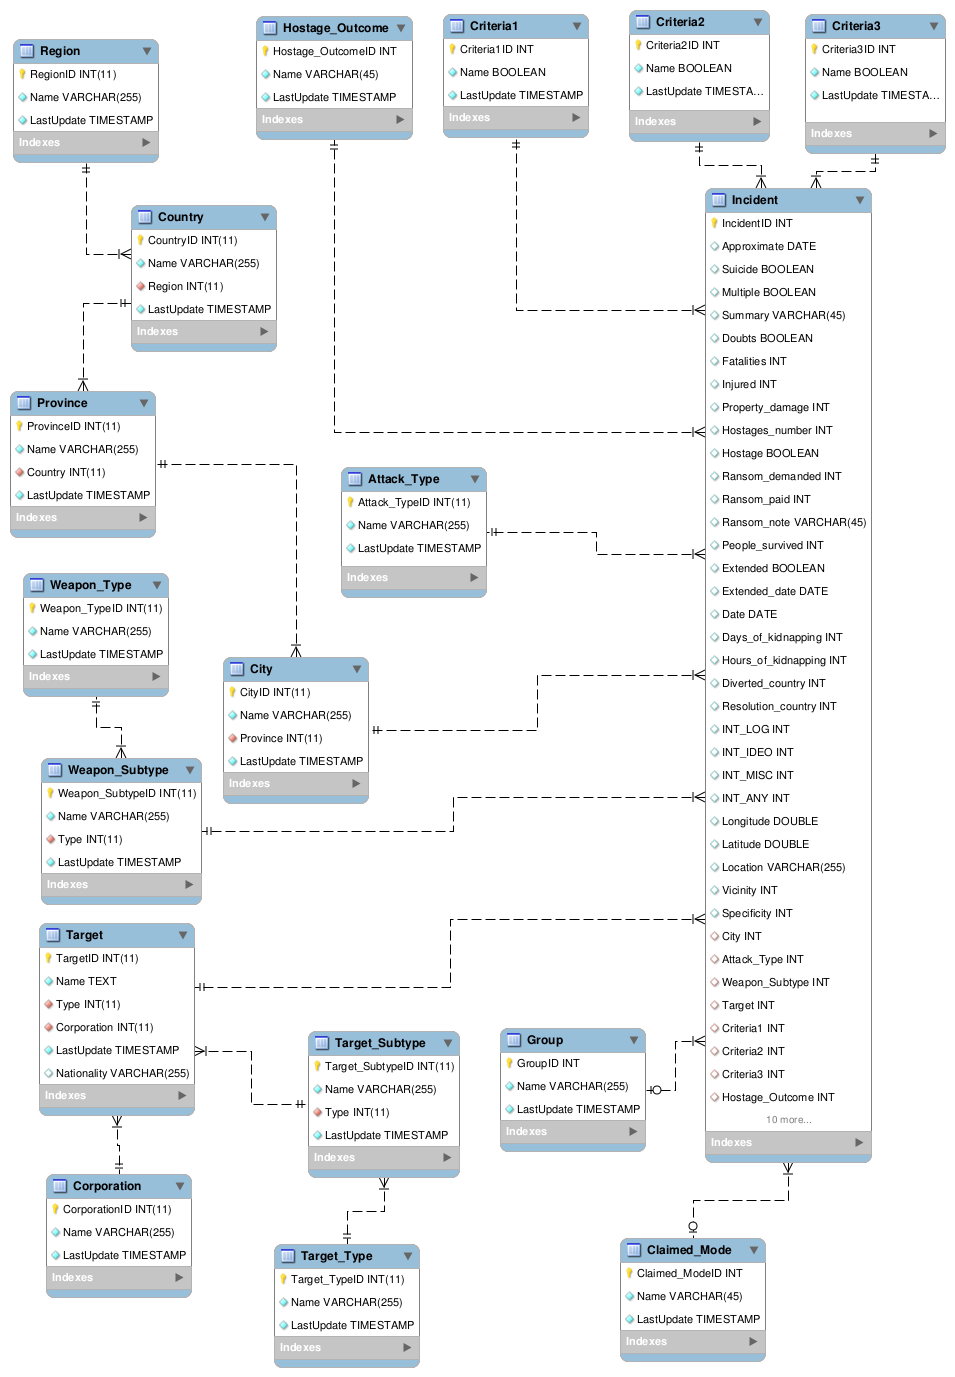 Region
RegionID INT(11)
Name VARCHAR(255)
LastUpdate TIMESTAMP
Indexes
Hostage_Outcome
Hostage_OutcomeID INT
Name VARCHAR(45)
LastUpdate TIMESTAMP
Indexes
Criteria1
Criteria1ID INT
Name BOOLEAN
LastUpdate TIMESTAMP
Indexes
Criteria2
Criteria2ID INT
Name BOOLEAN
LastUpdate TIMESTA...
Indexes
Criteria3
Criteria3ID INT
Name BOOLEAN
LastUpdate TIMESTA...
Indexes
Country
CountryID INT(11)
Name VARCHAR(255)
Region INT(11)
LastUpdate TIMESTAMP
Indexes
Province
ProvinceID INT(11)
Name VARCHAR(255)
Country INT(11)
LastUpdate TIMESTAMP
Indexes
Attack_Type
Attack_TypeID INT(11)
Name VARCHAR(255)
LastUpdate TIMESTAMP
Indexes
Weapon_Type
Weapon_TypeID INT(11)
Name VARCHAR(255)
LastUpdate TIMESTAMP
Indexes
City
CityID INT(11)
Name VARCHAR(255)
Province INT(11)
LastUpdate TIMESTAMP
Indexes
Weapon_Subtype
Weapon_SubtypeID INT(11)
Name VARCHAR(255)
Type INT(11)
LastUpdate TIMESTAMP
Indexes
Target
TargetID INT(11)
Name TEXT
Type INT(11)
Corporation INT(11)
LastUpdate TIMESTAMP
Nationality VARCHAR(255)
Indexes
Target_Subtype
Target_SubtypeID INT(11)
Name VARCHAR(255)
Type INT(11)
LastUpdate TIMESTAMP
Indexes
Group
GroupID INT
Name VARCHAR(255)
LastUpdate TIMESTAMP
Indexes
Corporation
CorporationID INT(11)
Name VARCHAR(255)
LastUpdate TIMESTAMP
Indexes
Target_Type
Target_TypeID INT(11)
Name VARCHAR(255)
LastUpdate TIMESTAMP
Indexes
Incident
IncidentID INT
Approximate DATE
Suicide BOOLEAN
Multiple BOOLEAN
Summary VARCHAR(45)
Doubts BOOLEAN
Fatalities INT
Injured INT
Property_damage INT
Hostages_number INT
Hostage BOOLEAN
Ransom_demanded INT
Ransom_paid INT
Ransom_note VARCHAR(45)
People_survived INT
Extended BOOLEAN
Extended_date DATE
Date DATE
Days_of_kidnapping INT
Hours_of_kidnapping INT
Diverted_country INT
Resolution_country INT
INT_LOG INT
INT_IDEO INT
INT_MISC INT
INT_ANY INT
Longitude DOUBLE
Latitude DOUBLE
Location VARCHAR(255)
Vicinity INT
Specificity INT
City INT
Attack_Type INT
Weapon_Subtype INT
Target INT
Criteria1 INT
Criteria2 INT
Criteria3 INT
Hostage_Outcome INT
10 more...
Indexes
Claimed_Mode
Claimed_ModeID INT
Name VARCHAR(45)
LastUpdate TIMESTAMP
Indexes